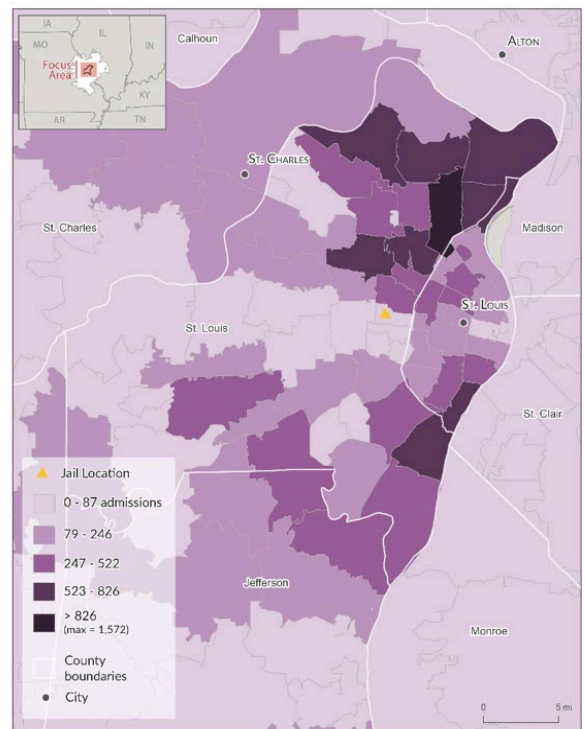 IA
IL
MO
IN
Focus
Area
KY
AR
TN
Calhoun
ALTON
ST. CHARLES
St. Charles
Madison
St. Louis
ST. LOUIS
St. Clair
Jail Location
0 - 87 admissions
79 - 246
247 - 522
523 - 826
> 826
(max = 1,572)
County
boundaries
City
Jefferson
Monroe
0 5 mi